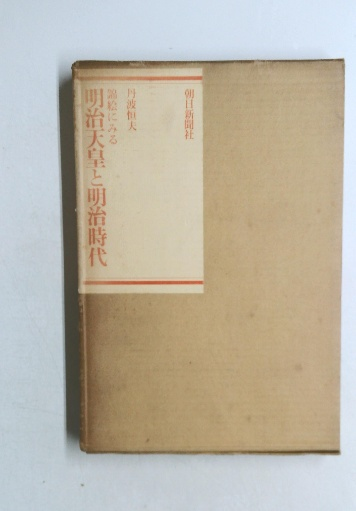 朝日新聞社
丹波恒夫
錦絵にみる
明治天皇と明治時代